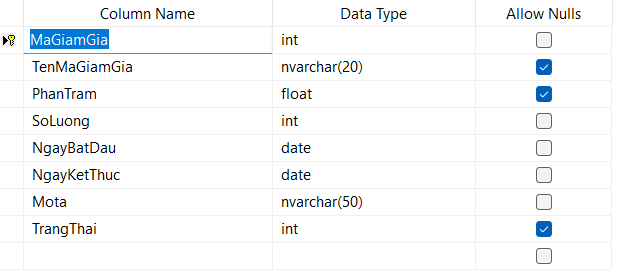 Column Name Data Type Allow Nulls
MaGiamGia int
TenMaGiamGia nvarchar(20)
PhanTram float
SoLuong int
NgayBatDau date
NgayKetThuc date
Mota nvarchar(50)
TrangThai int